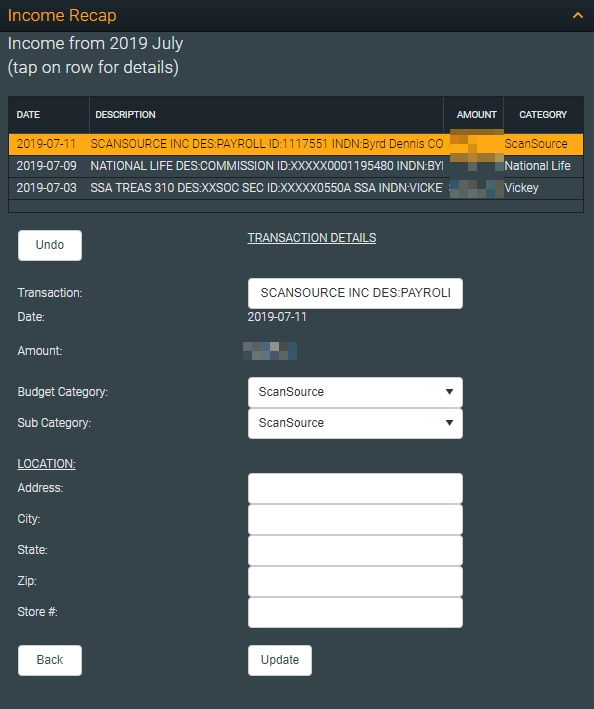 Income Recap
Income from 2019 July
(tap on row for details)
DATE DESCRIPTION AMOUNT CATEGORY
2019-07-11 SCANSOURCE INC DES:PAYROLL ID:1117551 INDN:Byrd Dennis CO ScanSource
2019-07-09 NATIONAL LIFE DES:COMMISSION ID:XXXXX0001195480 INDN:BYI National Life
2019-07-03 SSA TREAS 310 DES:XXSOC SEC ID:XXXXX0550A SSA INDN:VICKE Vickey
Undo TRANSACTION DETAILS
Transaction: SCANSOURCE INC DES:PAYROLI
Date: 2019-07-11
Amount:
Budget Category: ScanSource
Sub Category: ScanSource
LOCATION:
Address:
City:
State:
Zip:
Store #:
Back Update